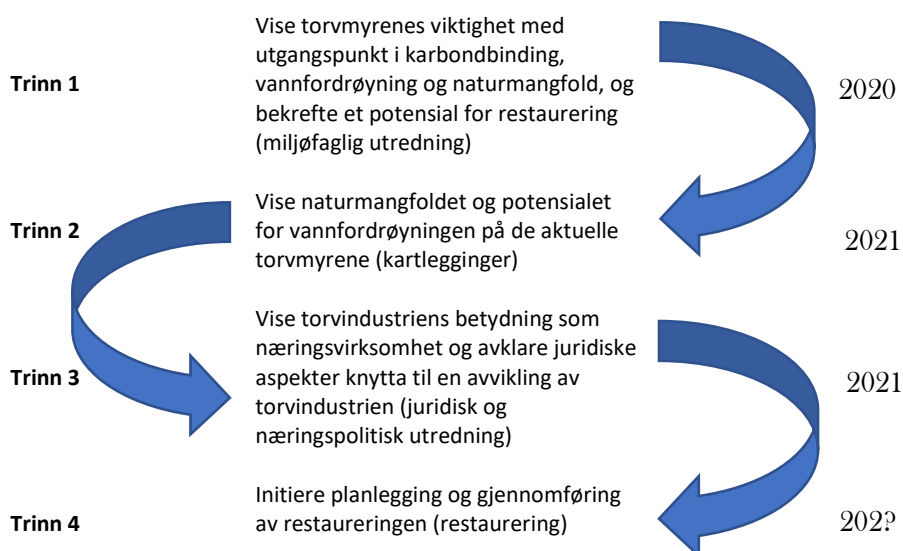 Vise torvmyrenes viktighet med
utgangspunkt i karbondbinding,
Trinn 1 vannfordrøyning og naturmangfold, og 2020
bekrefte et potensial for restaurering
(miljøfaglig utredning)
Vise naturmangfoldet og potensialet
Trinn 2 for vannfordrøyningen på de aktuelle 2021
torvmyrene (kartlegginger)
Vise torvindustriens betydning som
næringsvirksomhet og avklare juridiske
Trinn 3 aspekter knytta til en avvikling av 2021
torvindustrien (juridisk og
næringspolitisk utredning)
Initiere planlegging og gjennomføring
Trinn 4 av restaureringen (restaurering) 202?